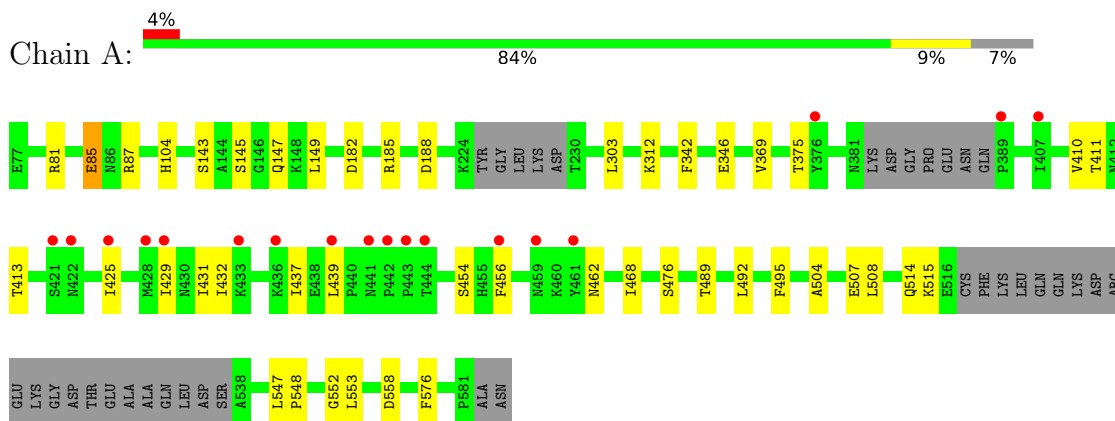 4%
Chain A:
84% 9% 7%
E77 R81 E85 N86 R87 H104 S143 A144 S145 G146 Q147 K148 L149 D182 R185 D188 K224 TYR GLY LEU LYS ASP T230 L303 K312 F342 E346 V369 T375 Y376 N381 LYS ASP GLY PRO GLU ASN GLN P389 I407 V410 T411 N412
T413 S421 N422 I425 M428 I429 N430 I431 I432 K433 K436 I437 E438 L439 P440 N441 P442 P443 T444 S454 H455 F456 N459 K460 Y461 N462 I468 S476 T489 L492 F495 A504 E507 L508 Q514 K515 E516 CYS PHE LYS LEU GLN GLN LYS ASP ARG
GLU LYS GLY ASP THR GLU ALA ALA GLN LEU ASP SER A538 L547 P548 G552 L553 D558 F576 P581 ALA ASN